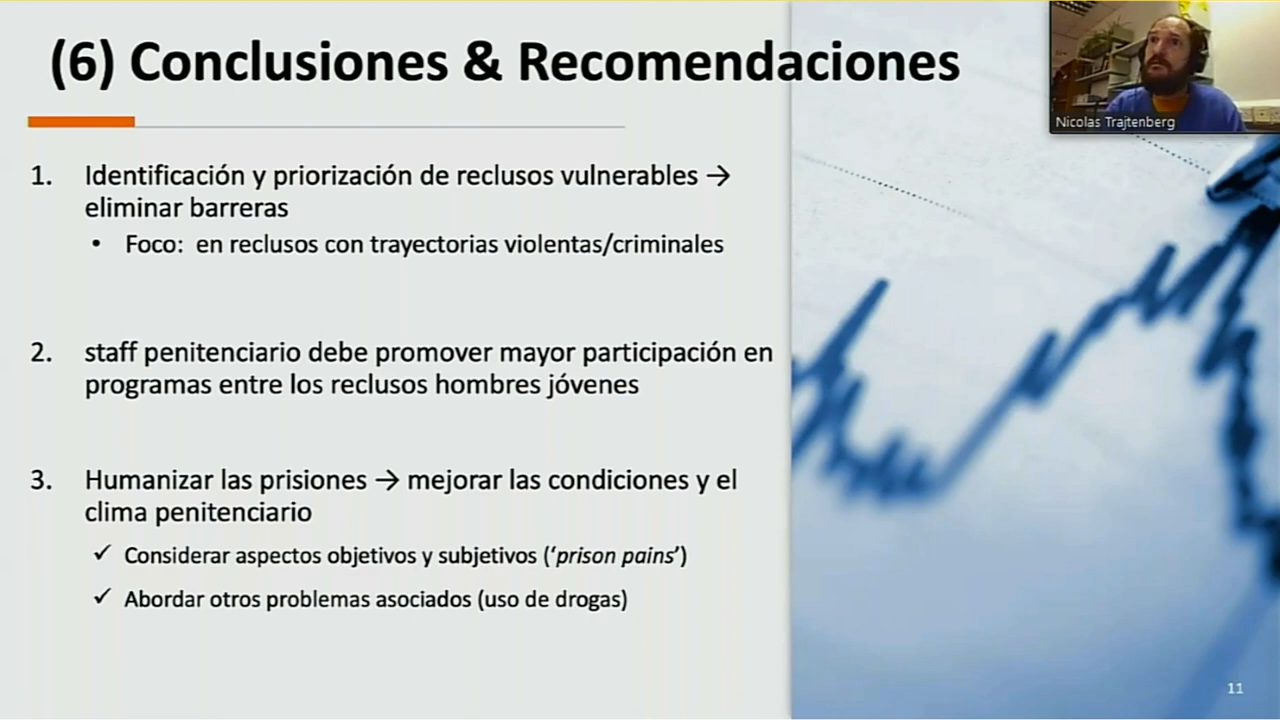 (6) Conclusiones & Recomendaciones
Nicolas Trajtenberg
1. Identificación y priorización de reclusos vulnerables →
eliminar barreras
• Foco: en reclusos con trayectorias violentas/criminales
2. staff penitenciario debe promover mayor participación en
programas entre los reclusos hombres jóvenes
3. Humanizar las prisiones → mejorar las condiciones y el
clima penitenciario
✓ Considerar aspectos objetivos y subjetivos (‘prison pains’)
✓ Abordar otros problemas asociados (uso de drogas)
11